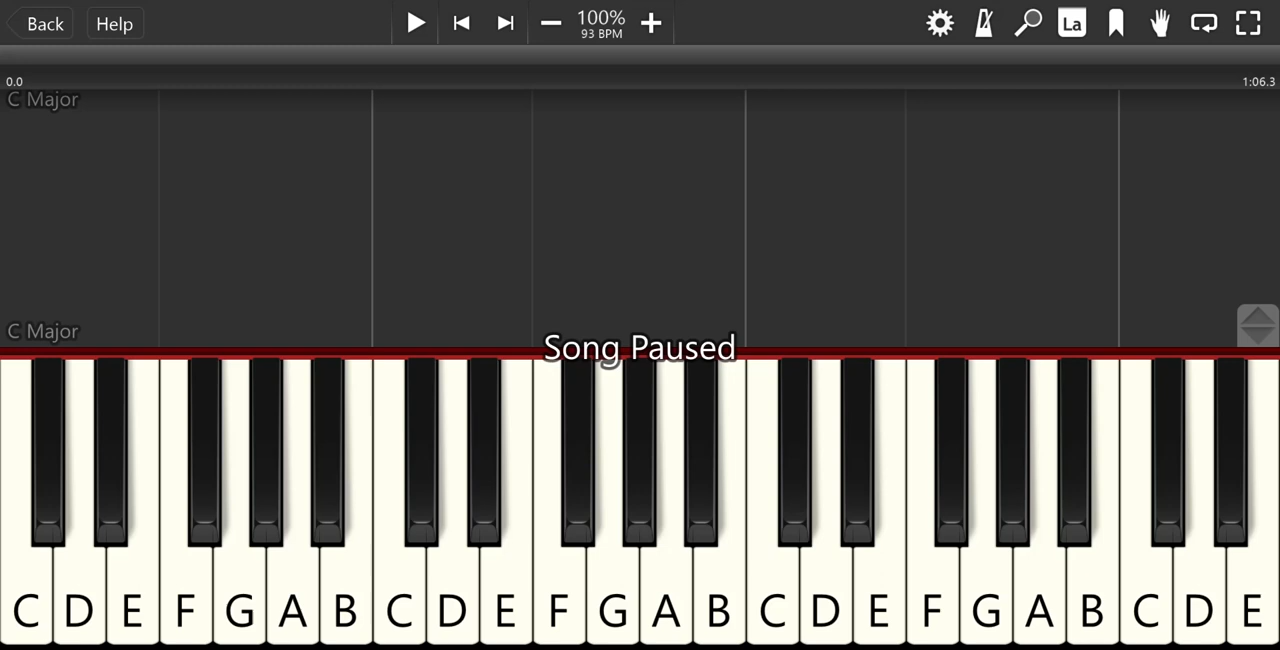 Back Help 100%
93 BPM La
0.0 1:06.3
C Major
C Major
Song Paused
C D E F G A B C D E F G A B C D E F G A B C D E